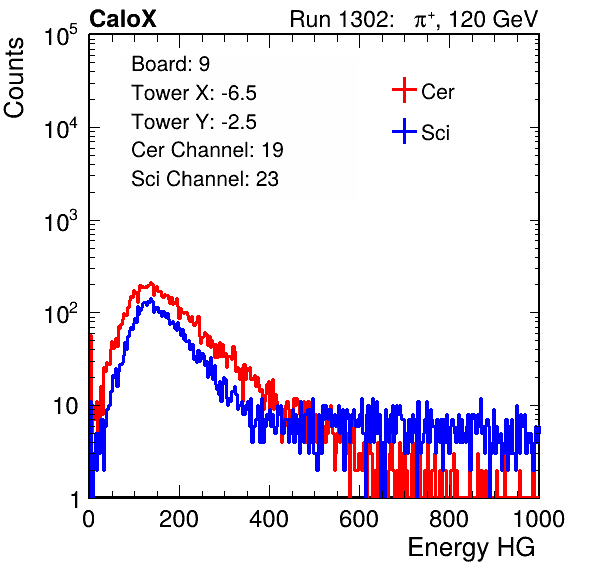 CaloX Run 1302: π⁺, 120 GeV
Board: 9
Tower X: -6.5
Tower Y: -2.5
Cer Channel: 19
Sci Channel: 23
Cer
Sci
Counts
10⁵
10⁴
10³
10²
10
1
0 200 400 600 800 1000
Energy HG